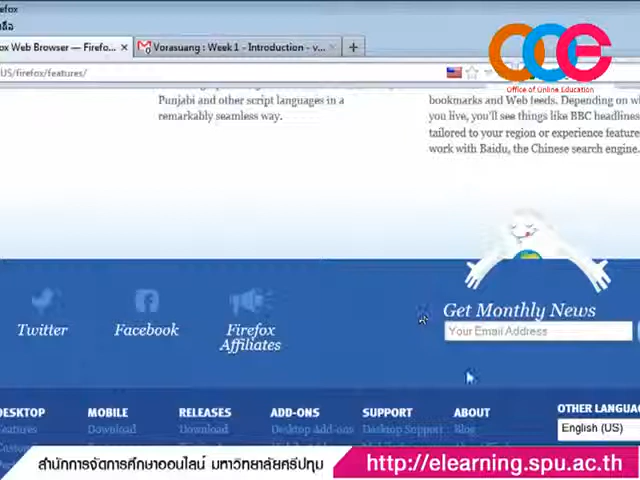 efox
ox Web Browser — Firefo... × Vorasuang : Week 1 - Introduction - v... × +
US/firefox/features/
OOE
Office of Online Education
Punjabi and other script languages in a
remarkably seamless way.
bookmarks and Web feeds. Depending on w
you live, you'll see things like BBC headlines
tailored to your region or experience feature
work with Baidu, the Chinese search engine.
Get Monthly News
Your Email Address
Twitter Facebook Firefox
Affiliates
DESKTOP MOBILE RELEASES ADD-ONS SUPPORT ABOUT OTHER LANGUA
Features Download Download Desktop Add-ons Desktop Support Blog English (US)
สำนักการจัดการศึกษาออนไลน์ มหาวิทยาลัยศรีปทุม http://elearning.spu.ac.th